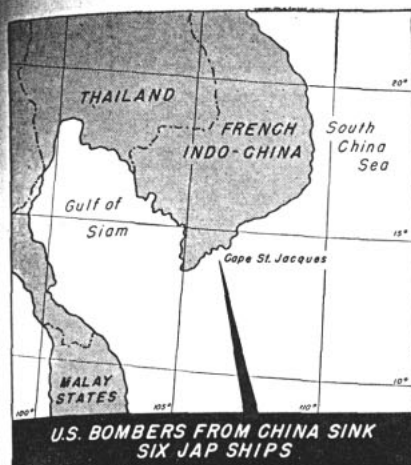 20°
THAILAND
FRENCH
INDO-CHINA
South
China
Sea
Gulf of
Siam
15°
Cape St. Jacques
MALAY
STATES
10°
100°
105°
110°
U.S. BOMBERS FROM CHINA SINK
SIX JAP SHIPS